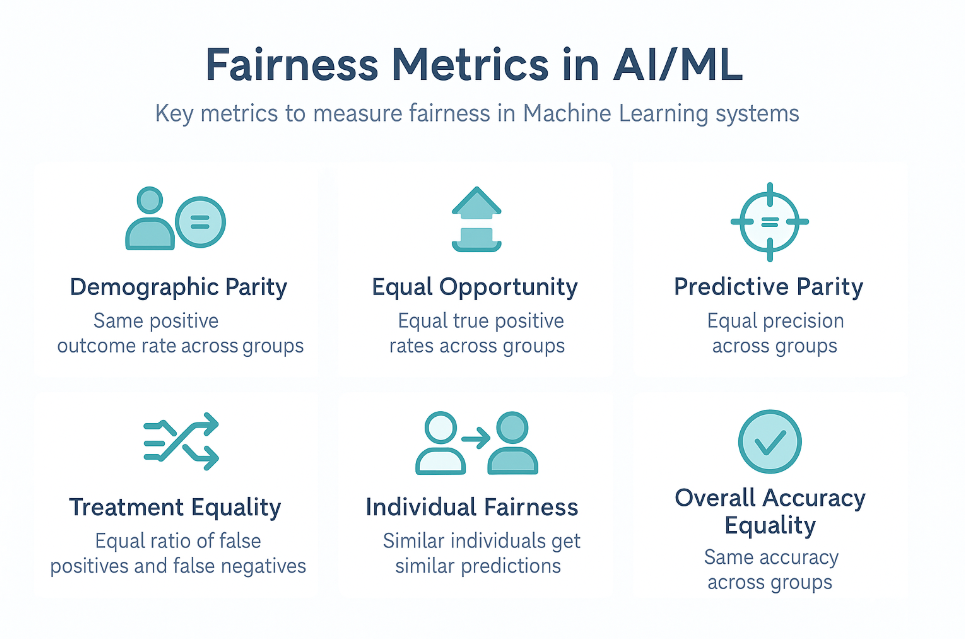 Fairness Metrics in AI/ML
Key metrics to measure fairness in Machine Learning systems
Demographic Parity
Same positive
outcome rate across groups
Equal Opportunity
Equal true positive
rates across groups
Predictive Parity
Equal precision
across groups
Treatment Equality
Equal ratio of false
positives and false negatives
Individual Fairness
Similar individuals get
similar predictions
Overall Accuracy
Equality
Same accuracy
across groups